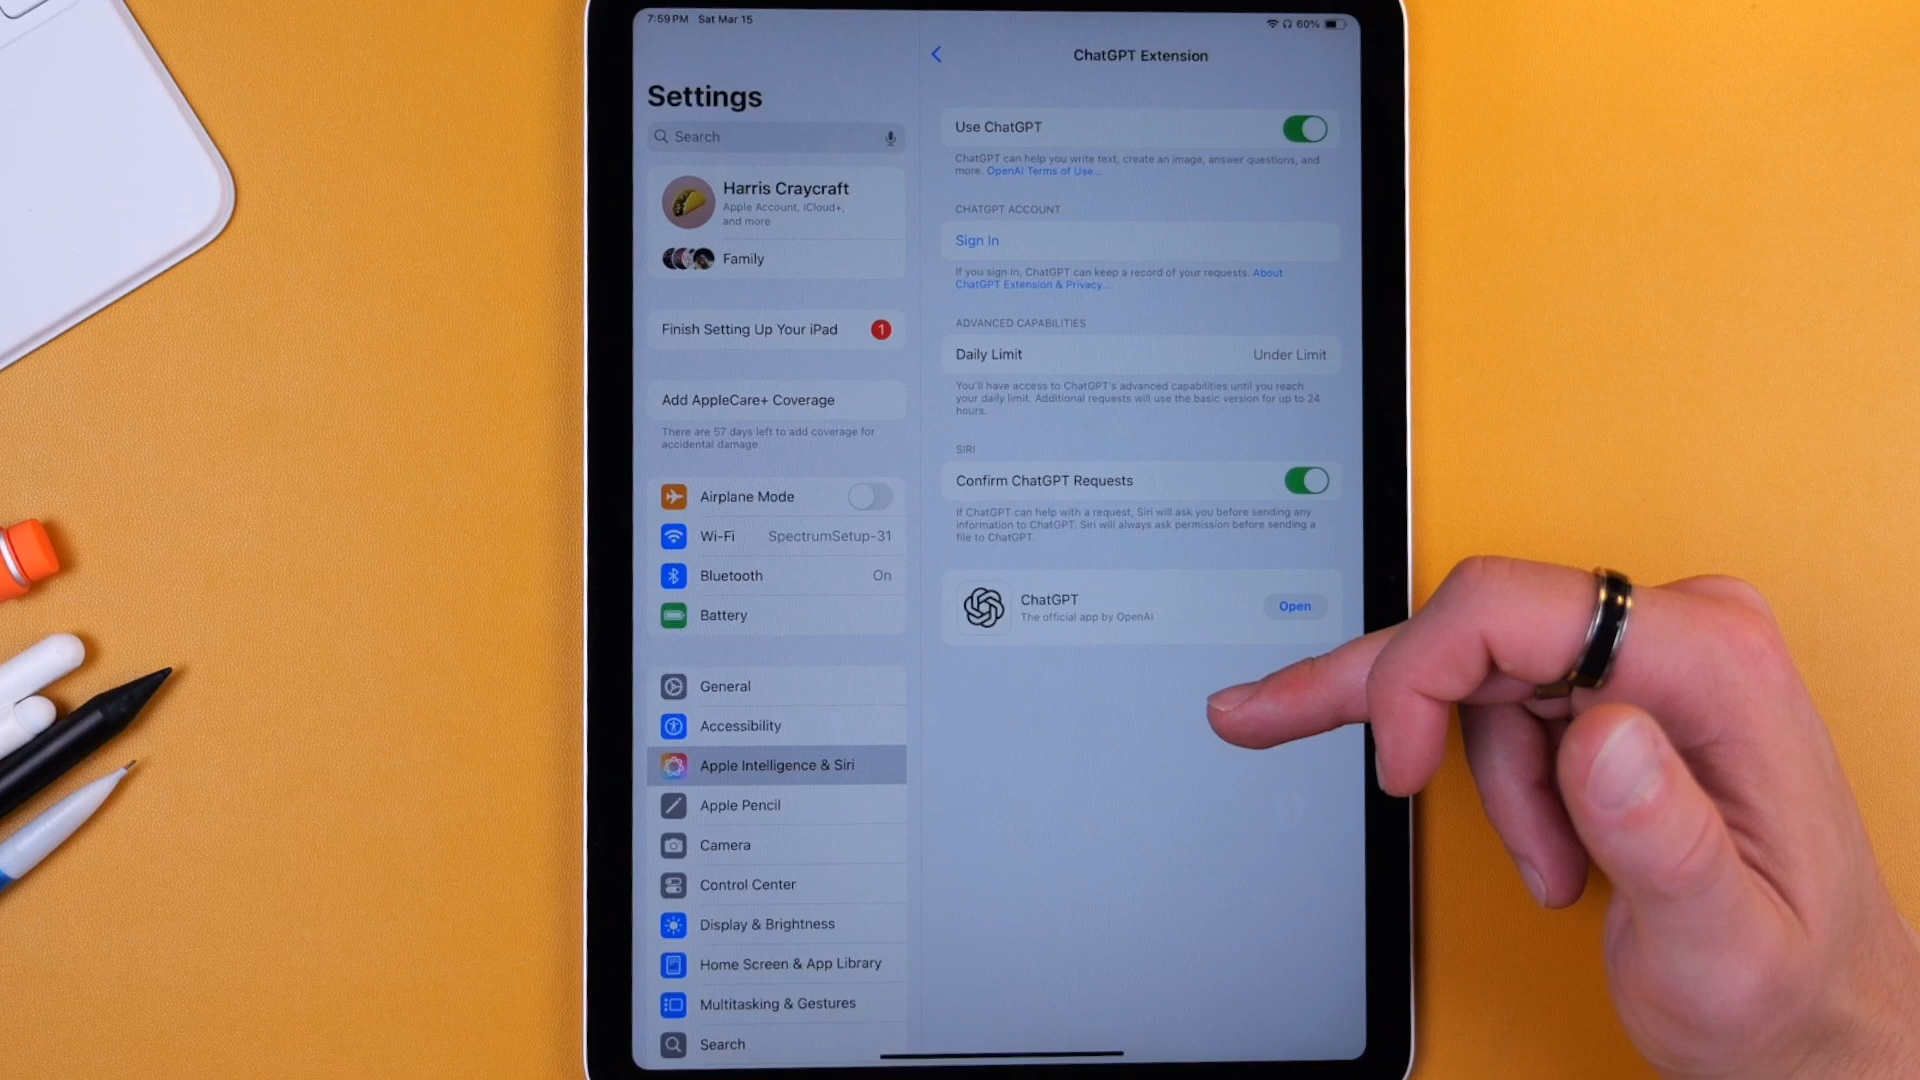 7:59 PM Sat Mar 15
60%
Settings
Search
Harris Craycraft
Apple Account, iCloud+,
and more
Family
Finish Setting Up Your iPad 1
Add AppleCare+ Coverage
There are 57 days left to add coverage for
accidental damage.
Airplane Mode
Wi-Fi SpectrumSetup-31
Bluetooth On
Battery
General
Accessibility
Apple Intelligence & Siri
Apple Pencil
Camera
Control Center
Display & Brightness
Home Screen & App Library
Multitasking & Gestures
Search
ChatGPT Extension
Use ChatGPT
ChatGPT can help you write text, create an image, answer questions, and
more. OpenAI Terms of Use...
CHATGPT ACCOUNT
Sign In
If you sign in, ChatGPT can keep a record of your requests. About
ChatGPT Extension & Privacy...
ADVANCED CAPABILITIES
Daily Limit Under Limit
You'll have access to ChatGPT's advanced capabilities until you reach
your daily limit. Additional requests will use the basic version for up to 24
hours.
SIRI
Confirm ChatGPT Requests
If ChatGPT can help with a request, Siri will ask you before sending any
information to ChatGPT. Siri will always ask permission before sending a
file to ChatGPT.
ChatGPT
The official app by OpenAI
Open